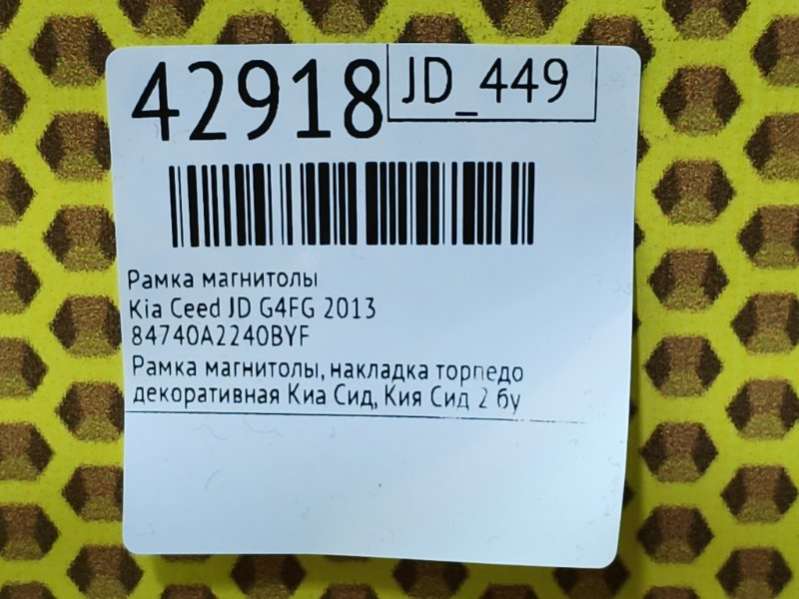 42918
JD_449
Рамка магнитолы
Kia Ceed JD G4FG 2013
84740A2240BYF
Рамка магнитолы, накладка торпедо
декоративная Киа Сид, Кия Сид 2 бу